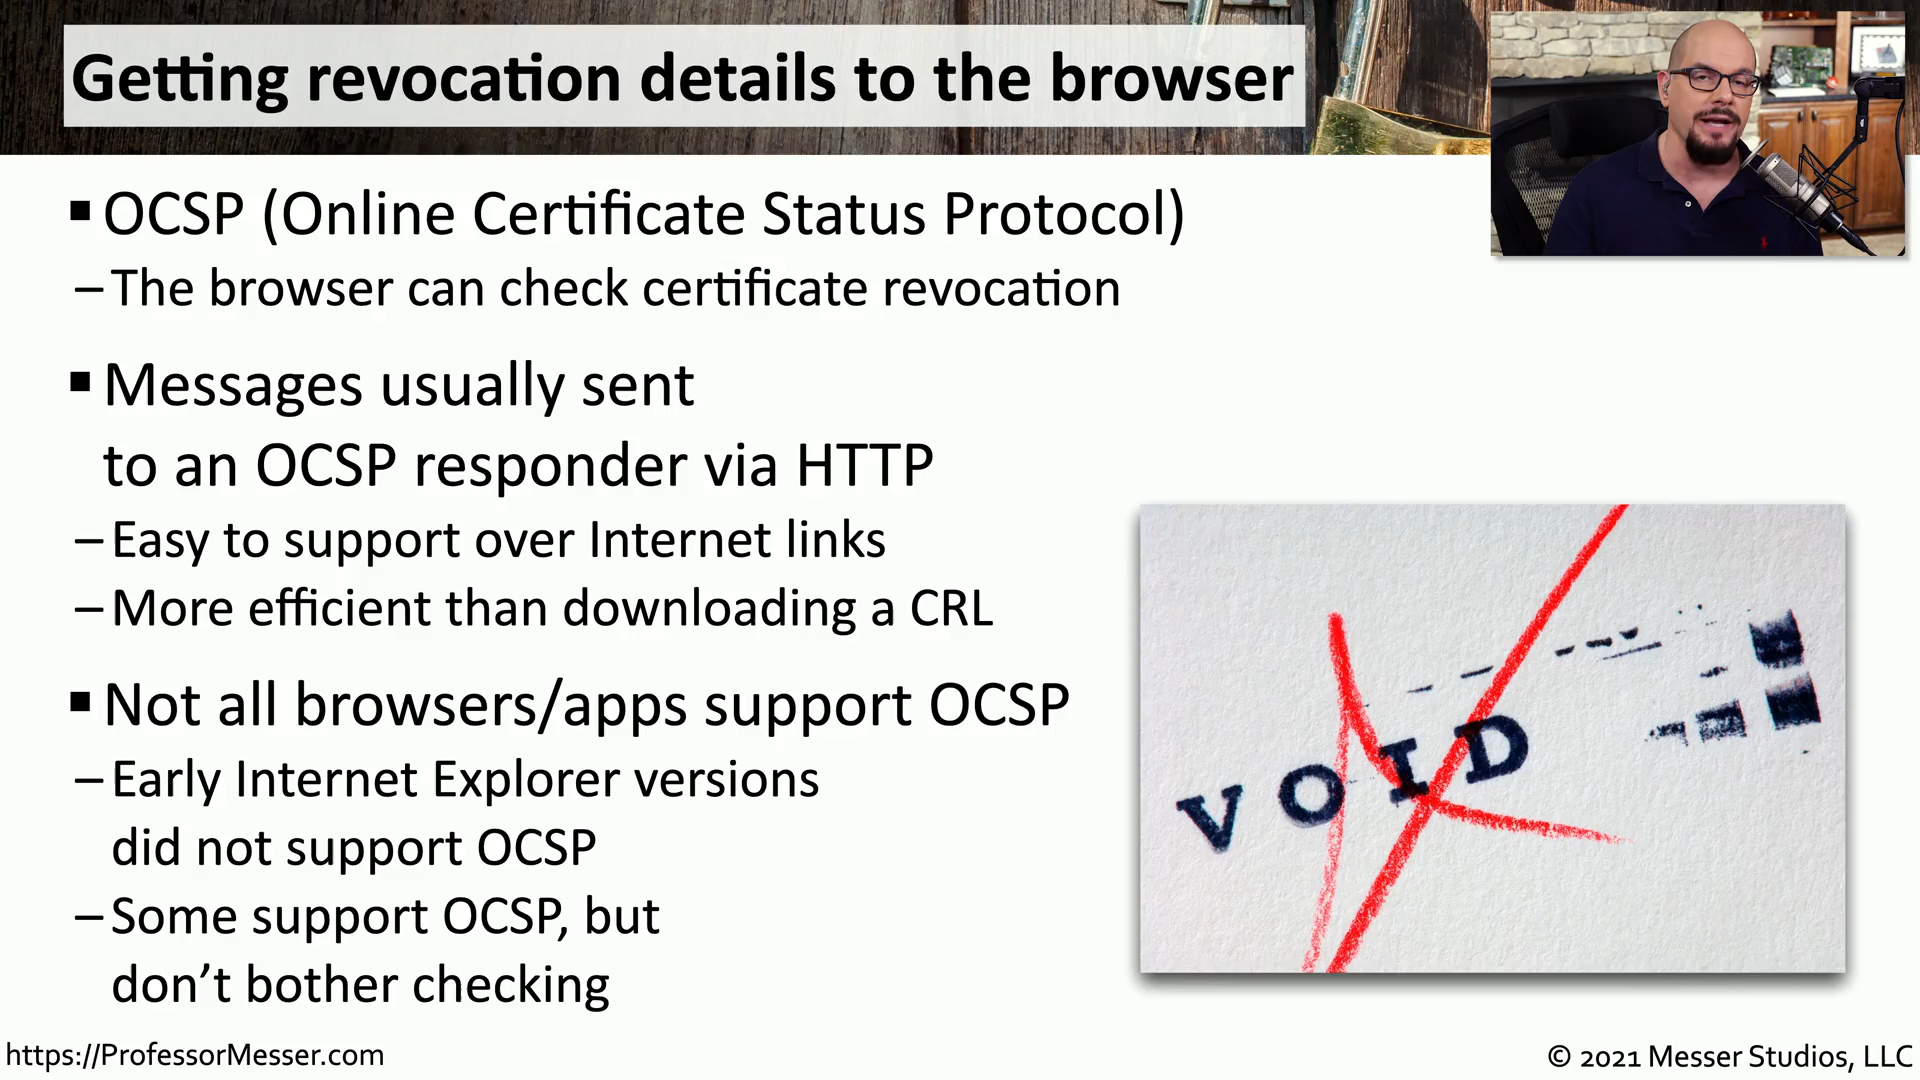 Getting revocation details to the browser
▪ OCSP (Online Certificate Status Protocol)
– The browser can check certificate revocation
▪ Messages usually sent
to an OCSP responder via HTTP
– Easy to support over Internet links
– More efficient than downloading a CRL
▪ Not all browsers/apps support OCSP
– Early Internet Explorer versions
did not support OCSP
– Some support OCSP, but
don’t bother checking
VOID
https://ProfessorMesser.com
© 2021 Messer Studios, LLC